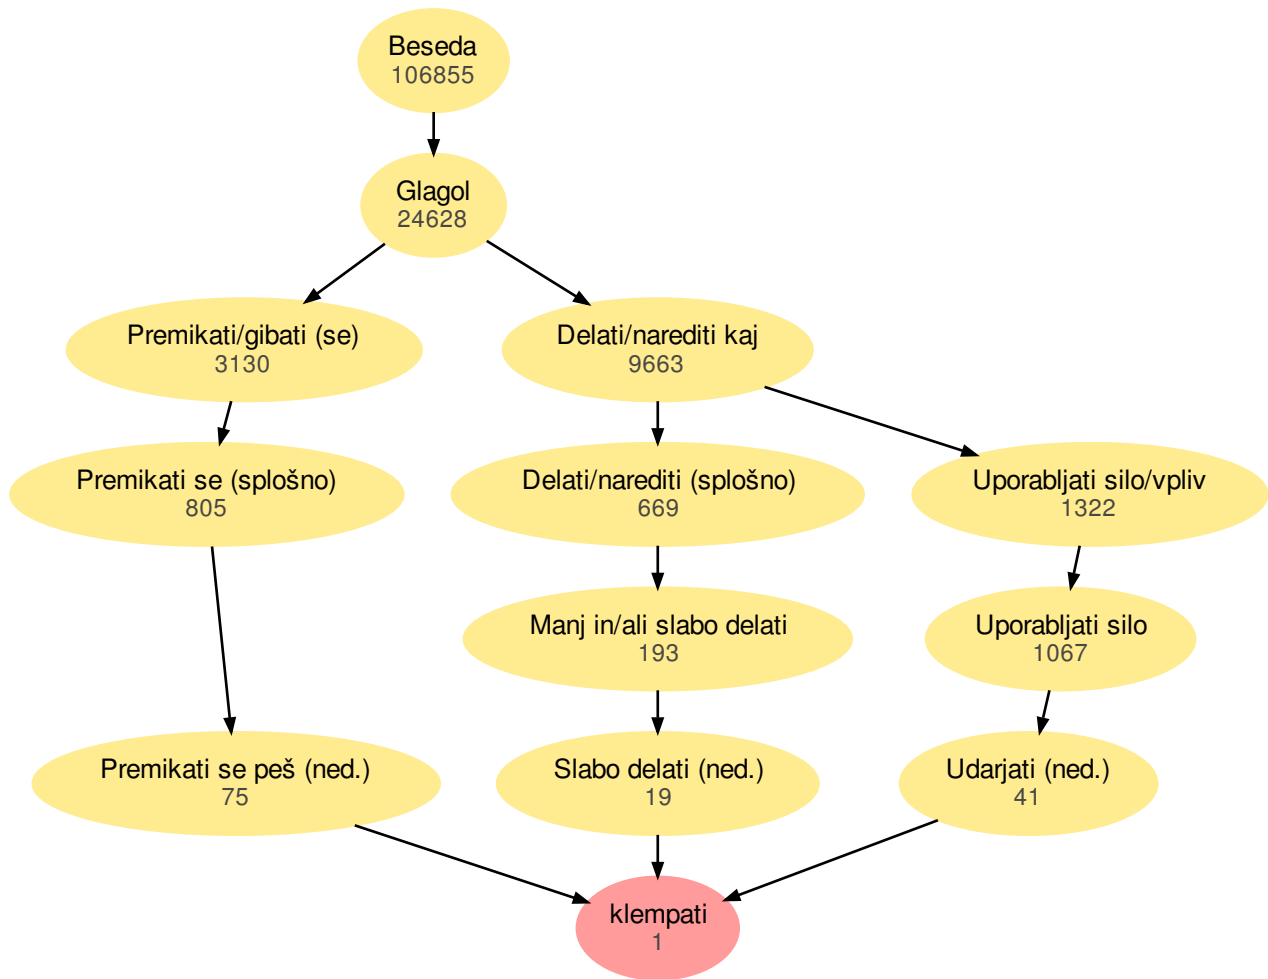 Beseda
106855
Glagol
24628
Premikati/gibati (se)
3130
Delati/narediti kaj
9663
Premikati se (splošno)
805
Delati/narediti (splošno)
669
Uporabljati silo/vpliv
1322
Manj in/ali slabo delati
193
Uporabljati silo
1067
Premikati se peš (ned.)
75
Slabo delati (ned.)
19
Udarjati (ned.)
41
klempati
1